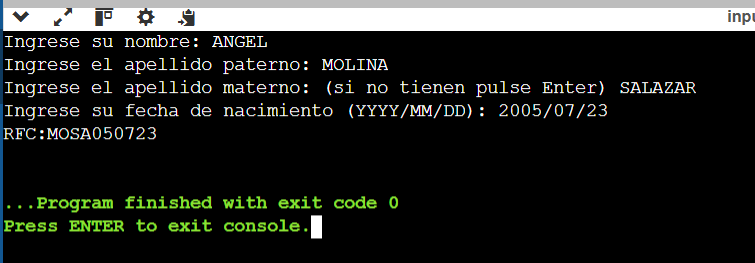 inpu
Ingrese su nombre: ANGEL
Ingrese el apellido paterno: MOLINA
Ingrese el apellido materno: (si no tienen pulse Enter) SALAZAR
Ingrese su fecha de nacimiento (YYYY/MM/DD): 2005/07/23
RFC:MOSA050723
...Program finished with exit code 0
Press ENTER to exit console.